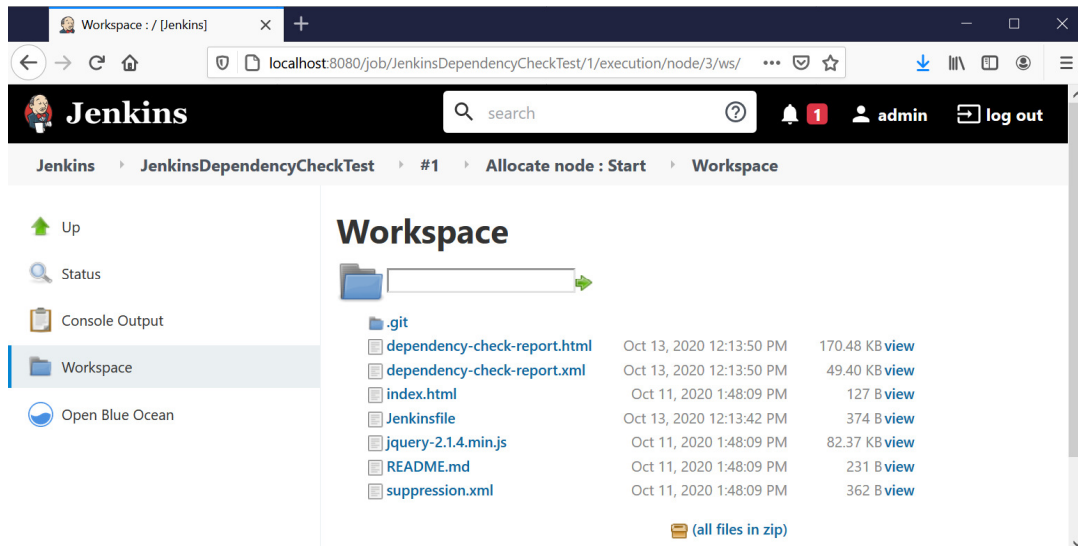 Workspace : / [Jenkins]
localhost:8080/job/JenkinsDependencyCheckTest/1/execution/node/3/ws/
Jenkins search 1 admin log out
Jenkins JenkinsDependencyCheckTest #1 Allocate node : Start Workspace
Up
Status
Console Output
Workspace
Open Blue Ocean
Workspace
.git
dependency-check-report.html Oct 13, 2020 12:13:50 PM 170.48 KB view
dependency-check-report.xml Oct 13, 2020 12:13:50 PM 49.40 KB view
index.html Oct 11, 2020 1:48:09 PM 127 B view
Jenkinsfile Oct 13, 2020 12:13:42 PM 374 B view
jquery-2.1.4.min.js Oct 11, 2020 1:48:09 PM 82.37 KB view
README.md Oct 11, 2020 1:48:09 PM 231 B view
suppression.xml Oct 11, 2020 1:48:09 PM 362 B view
(all files in zip)